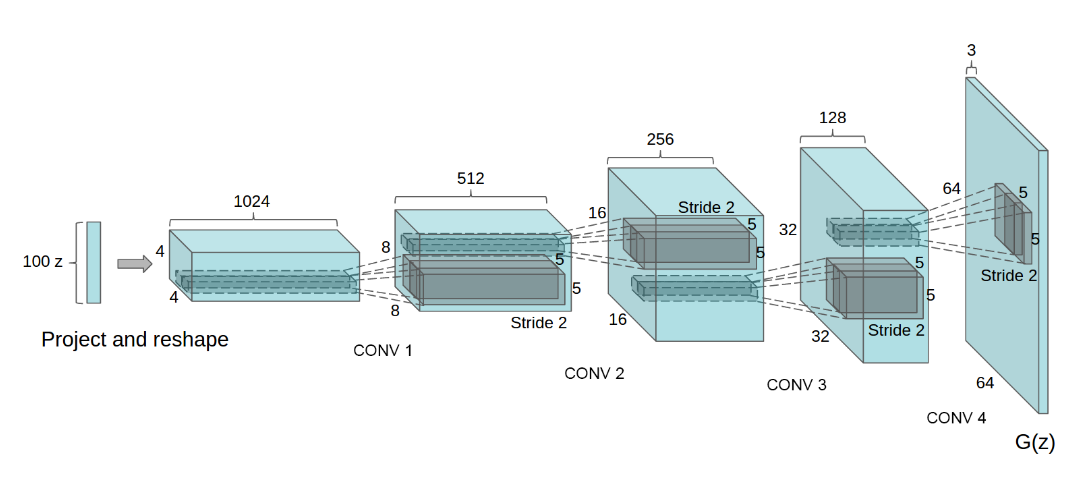 100 z
Project and reshape
1024
4
4
CONV 1
512
8
8
5
5
Stride 2
CONV 2
256
16
16
Stride 2
5
5
CONV 3
128
32
32
5
5
Stride 2
CONV 4
3
64
64
5
5
Stride 2
G(z)